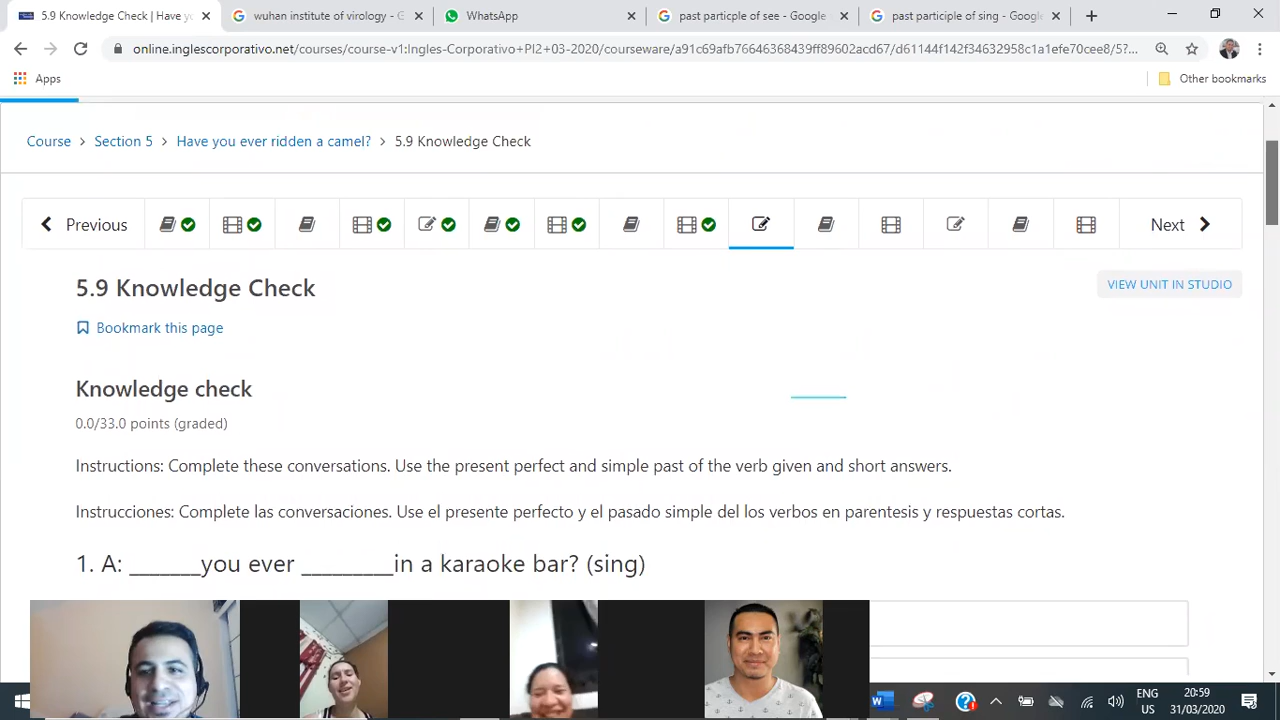 5.9 Knowledge Check | Have yo
wuhan institute of virology - G
WhatsApp
past particple of see - Google
past participle of sing - Google
online.inglescorporativo.net/courses/course-v1:Ingles-Corporativo+PI2+03-2020/courseware/a91c69afb78646368439ff89602acd67/d61144f142f34632958c1a1efe70cee8/5?...
Apps
Other bookmarks
Course > Section 5 > Have you ever ridden a camel? > 5.9 Knowledge Check
Previous
Next
5.9 Knowledge Check
VIEW UNIT IN STUDIO
Bookmark this page
Knowledge check
0.0/33.0 points (graded)
Instructions: Complete these conversations. Use the present perfect and simple past of the verb given and short answers.
Instrucciones: Complete las conversaciones. Use el presente perfecto y el pasado simple del los verbos en parentesis y respuestas cortas.
1. A: _______you ever _________in a karaoke bar? (sing)
ENG
US
20:59
31/03/2020